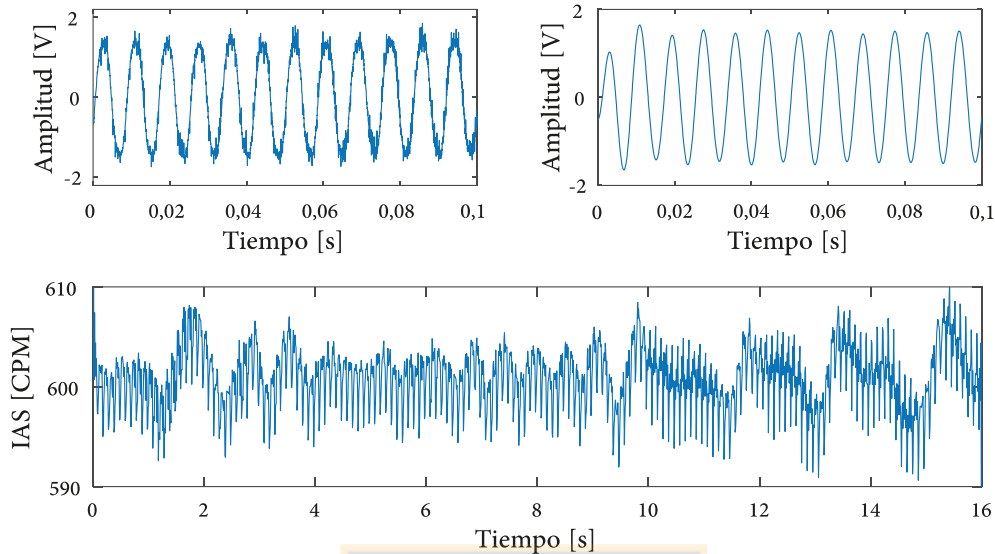 2
0
-2
Amplitud [V]
0 0,02 0,04 0,06 0,08 0,1
Tiempo [s]
2
0
-2
Amplitud [V]
0 0,02 0,04 0,06 0,08 0,1
Tiempo [s]
610
600
590
IAS [CPM]
0 2 4 6 8 10 12 14 16
Tiempo [s]